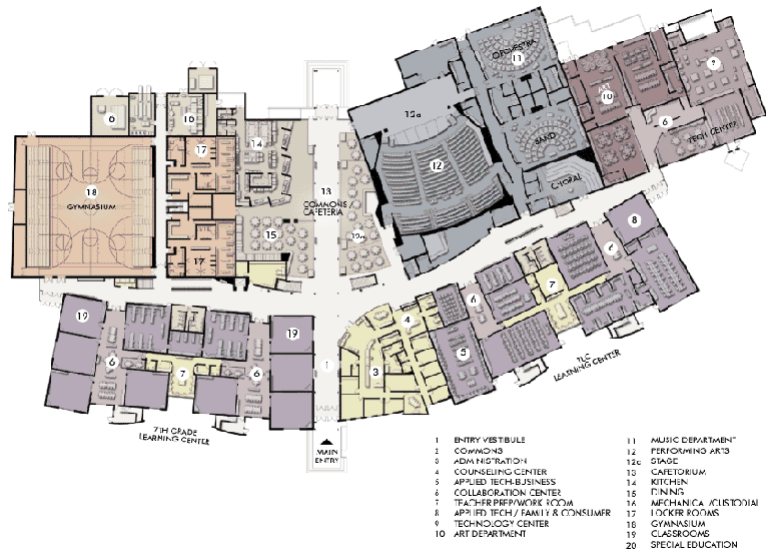 ORCHESTRA
11
12a
ART
10
9
6
TECH CENTER
BAND
12
CHORAL
14
17
18
GYMNASIUM
13
COMMONS /
CAFETERIA
15
17
8
6
7
6
4
5
3
19
19
6
7
6
1
7TH GRADE
LEARNING CENTER
TLC
LEARNING CENTER
MAIN
ENTRY
1 ENTRY VESTIBULE
2 COMMONS
3 ADMINISTRATION
4 COUNSELING CENTER
5 APPLIED TECH-BUSINESS
6 COLLABORATION CENTER
7 TEACHER PREP/WORK ROOM
8 APPLIED TECH / FAMILY & CONSUMER
9 TECHNOLOGY CENTER
10 ART DEPARTMENT
11 MUSIC DEPARTMENT
12 PERFORMING ARTS
12a STAGE
13 CAFETORIUM
14 KITCHEN
15 DINING
16 MECHANICAL /CUSTODIAL
17 LOCKER ROOMS
18 GYMNASIUM
19 CLASSROOMS
20 SPECIAL EDUCATION